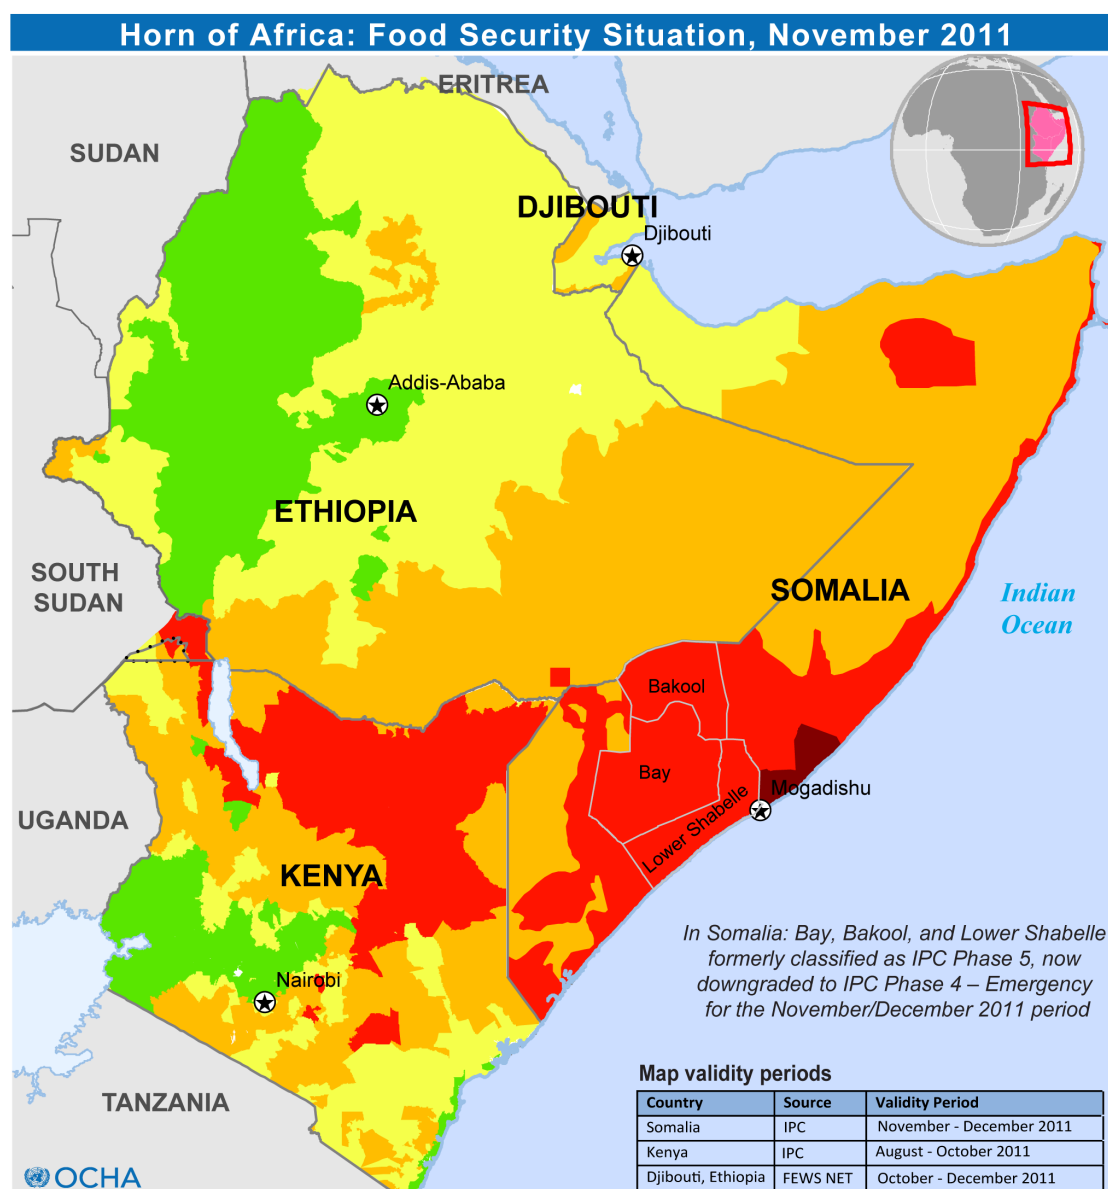 Horn of Africa: Food Security Situation, November 2011
ERITREA
SUDAN
DJIBOUTI
Djibouti
Addis-Ababa
ETHIOPIA
SOUTH
SUDAN
SOMALIA
Indian
Ocean
Bakool
Bay
Mogadishu
Lower Shabelle
UGANDA
KENYA
In Somalia: Bay, Bakool, and Lower Shabelle
formerly classified as IPC Phase 5, now
downgraded to IPC Phase 4 – Emergency
for the November/December 2011 period
Nairobi
Map validity periods
Country Source Validity Period
Somalia IPC November - December 2011
Kenya IPC August - October 2011
Djibouti, Ethiopia FEWS NET October - December 2011
TANZANIA
OCHA